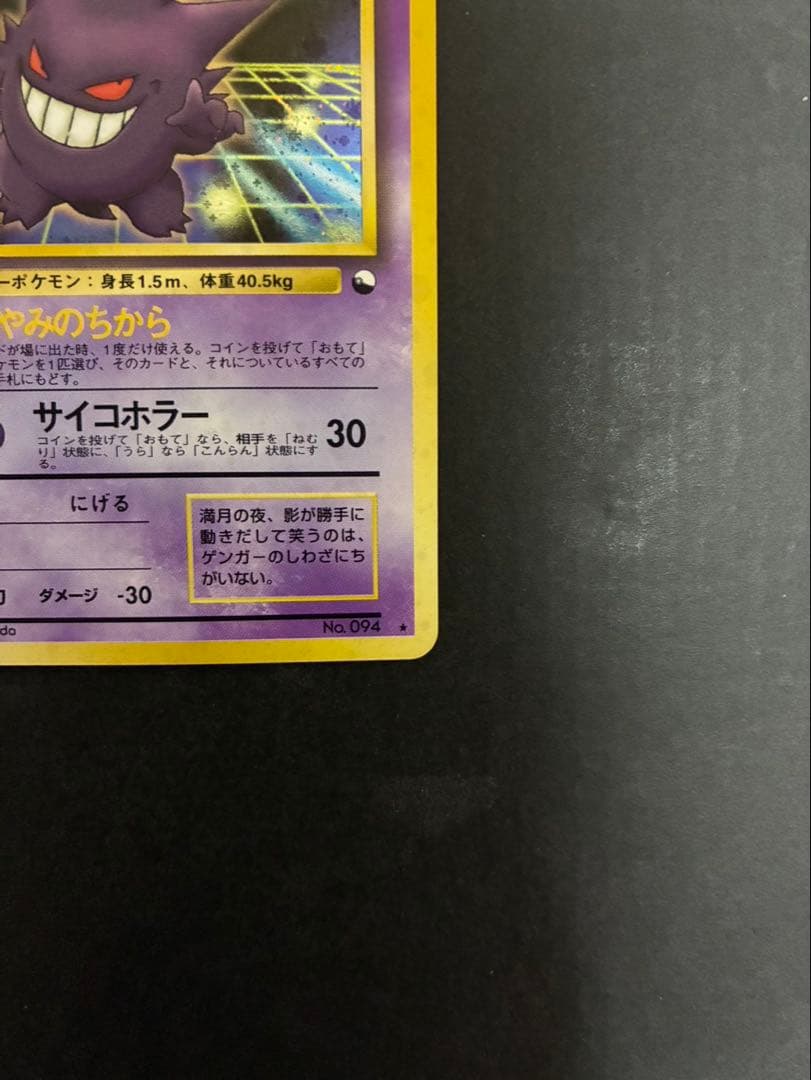 ーポケモン：身長1.5m、体重40.5kg
やみのちから
ドが場に出た時、1度だけ使える。コインを投げて「おもて」
ケモンを1匹選び、そのカードと、それについているすべての
手札にもどす。
サイコホラー 30
コインを投げて「おもて」なら、相手を「ねむ
り」状態に、「うら」なら「こんらん」状態にす
る。
にげる
満月の夜、影が勝手に
動きだして笑うのは、
ゲンガーのしわざにち
がいない。
ダメージ -30
da No. 094 ★